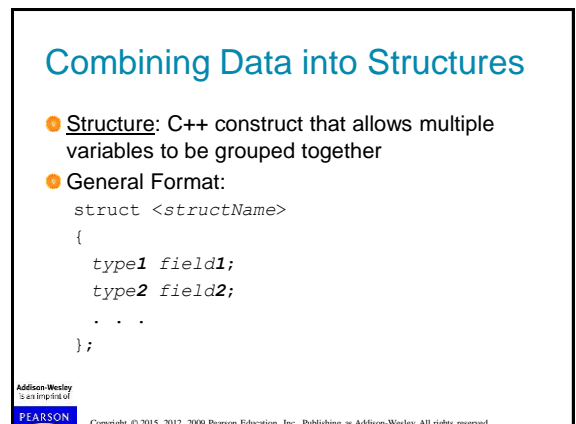 Combining Data into Structures
Structure: C++ construct that allows multiple
variables to be grouped together
General Format:
struct <structName>
{
type1 field1;
type2 field2;
. . .
};
Addison-Wesley
is an imprint of
PEARSON
Copyright © 2015, 2012, 2009 Pearson Education, Inc., Publishing as Addison-Wesley All rights reserved